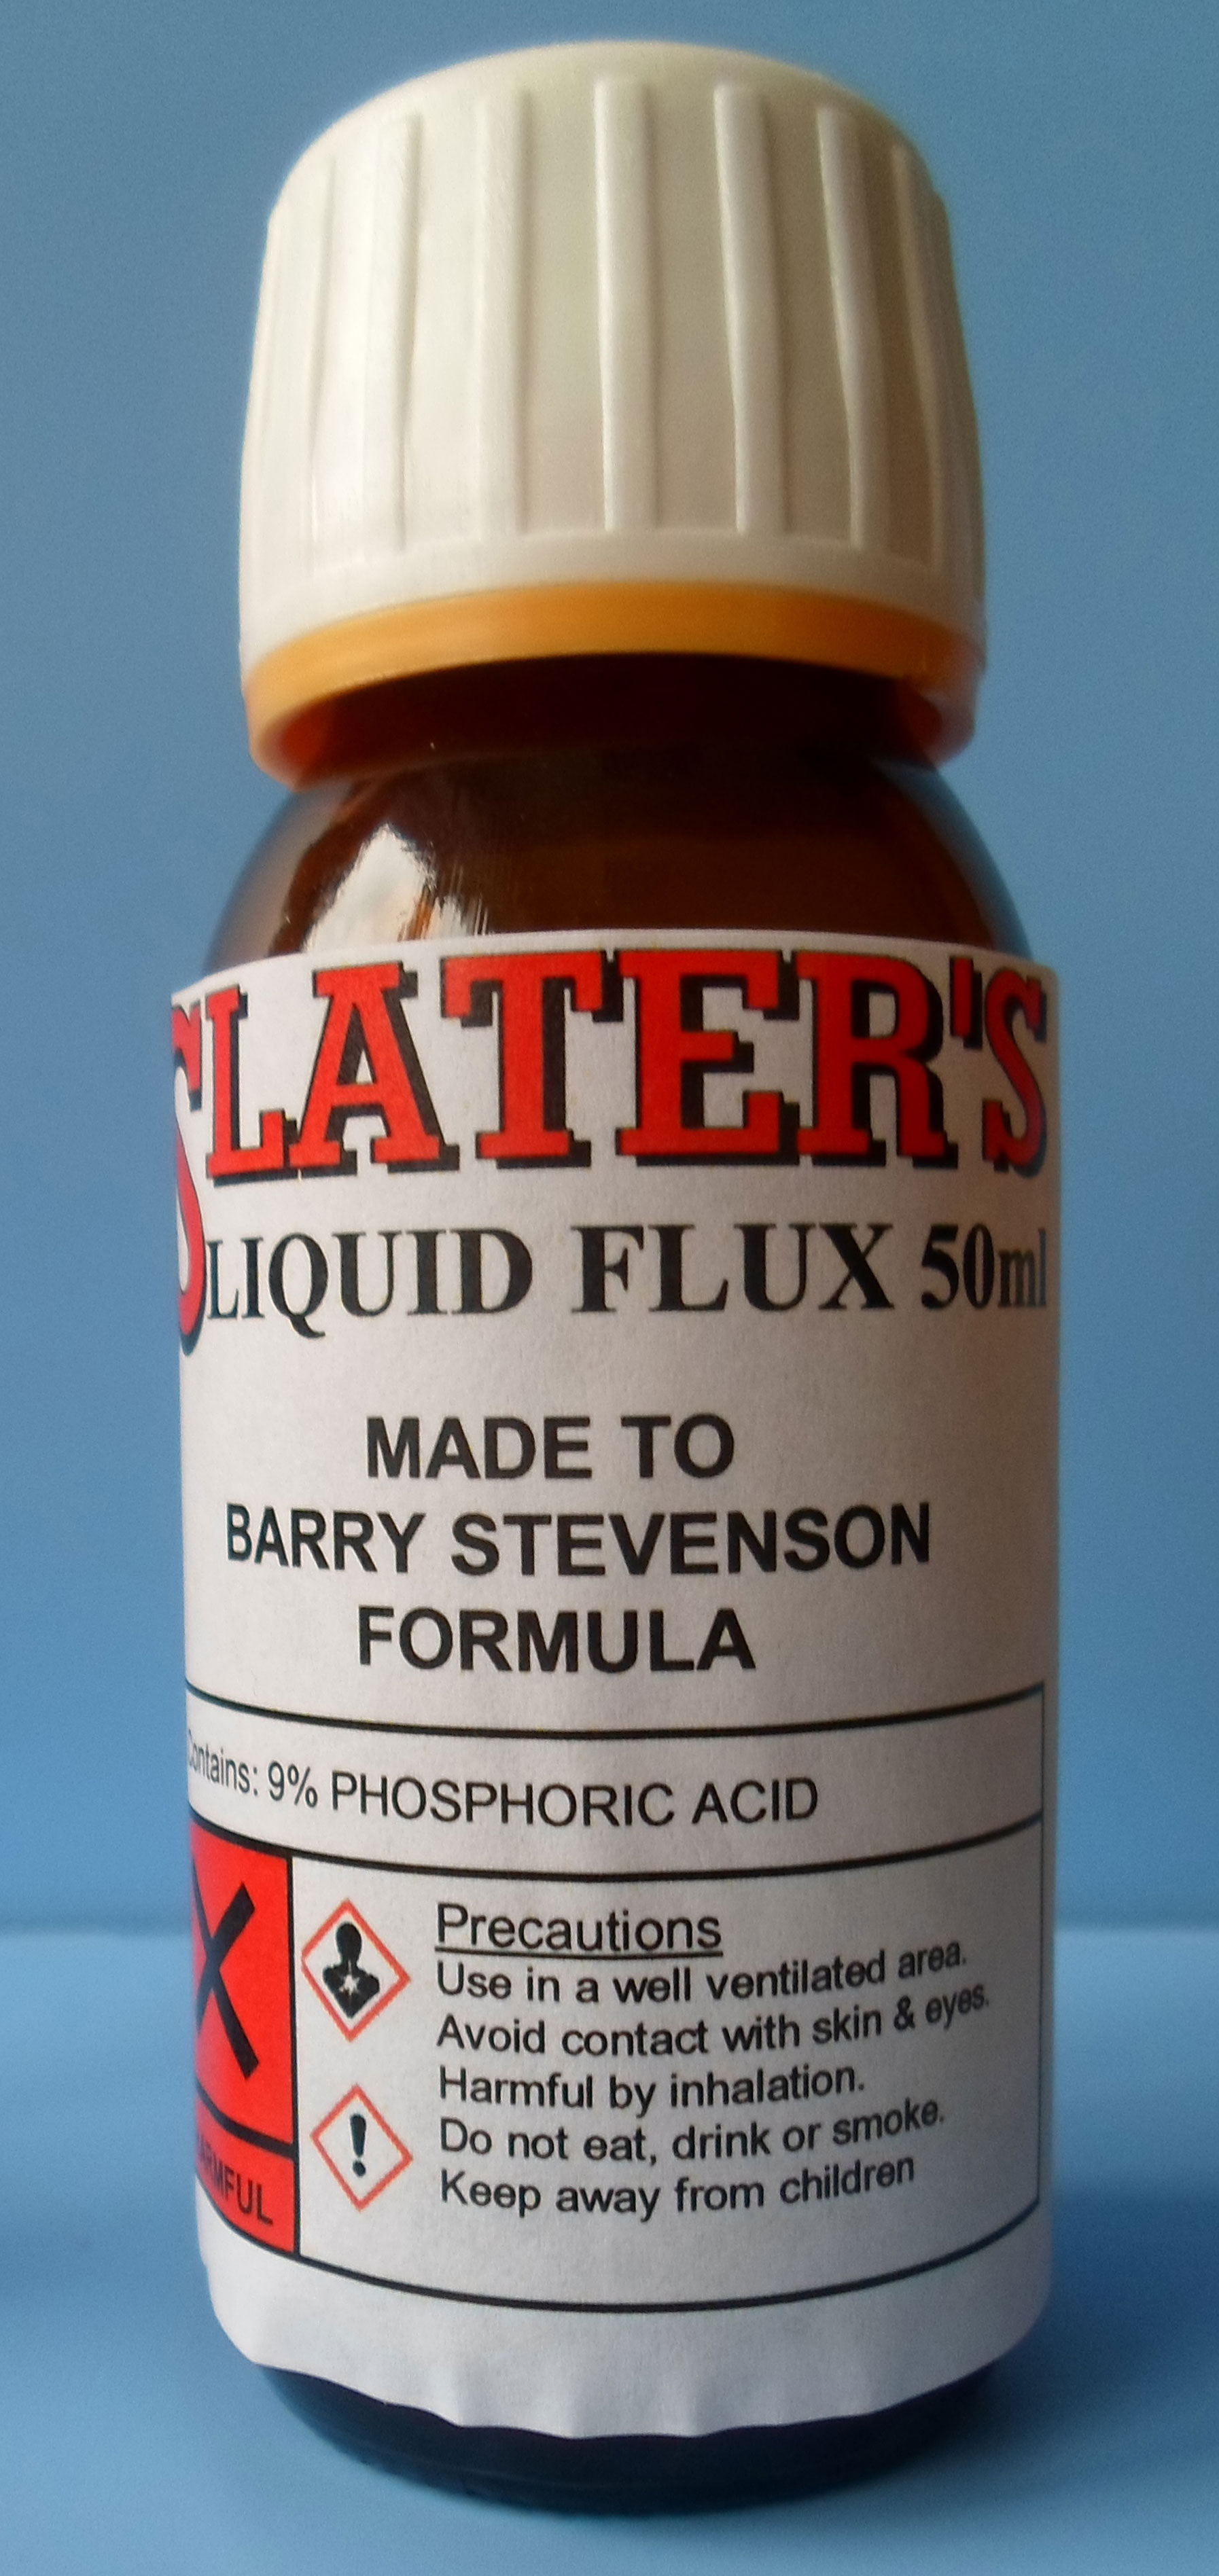 SLATER'S
LIQUID FLUX 50ml
MADE TO
BARRY STEVENSON
FORMULA
Contains: 9% PHOSPHORIC ACID
Precautions
Use in a well ventilated area.
Avoid contact with skin & eyes.
Harmful by inhalation.
Do not eat, drink or smoke.
Keep away from children
HARMFUL